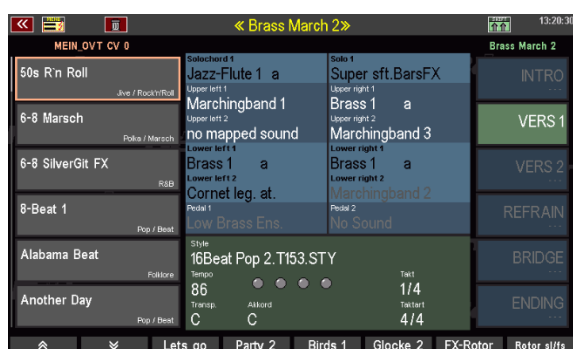 « Brass March 2»
13:20:30
MEIN_OVT CV 0
Brass March 2
50s R'n Roll
Jive / Rock'n'Roll
6-8 Marsch
Polka / Marsch
6-8 SilverGit FX
R&B
8-Beat 1
Pop / Beat
Alabama Beat
Folklore
Another Day
Pop / Beat
Solochord 1
Jazz-Flute 1 a
Solo 1
Super sft.BarsFX
Upper left 1
Marchingband 1
Upper right 1
Brass 1 a
Upper left 2
no mapped sound
Upper right 2
Marchingband 3
Lower left 1
Brass 1 a
Lower right 1
Brass 1 a
Lower left 2
Cornet leg. at.
Lower right 2
Marchingband 2
Pedal 1
Low Brass Ens.
Pedal 2
No Sound
Style
16Beat Pop 2.T153.STY
Tempo
86
Takt
1/4
Transp.
C
Akkord
C
Taktart
4/4
INTRO
VERS 1
VERS 2
REFRAIN
BRIDGE
ENDING
Lets go
Party 2
Birds 1
Glocke 2
FX-Rotor
Rotor sl/fs